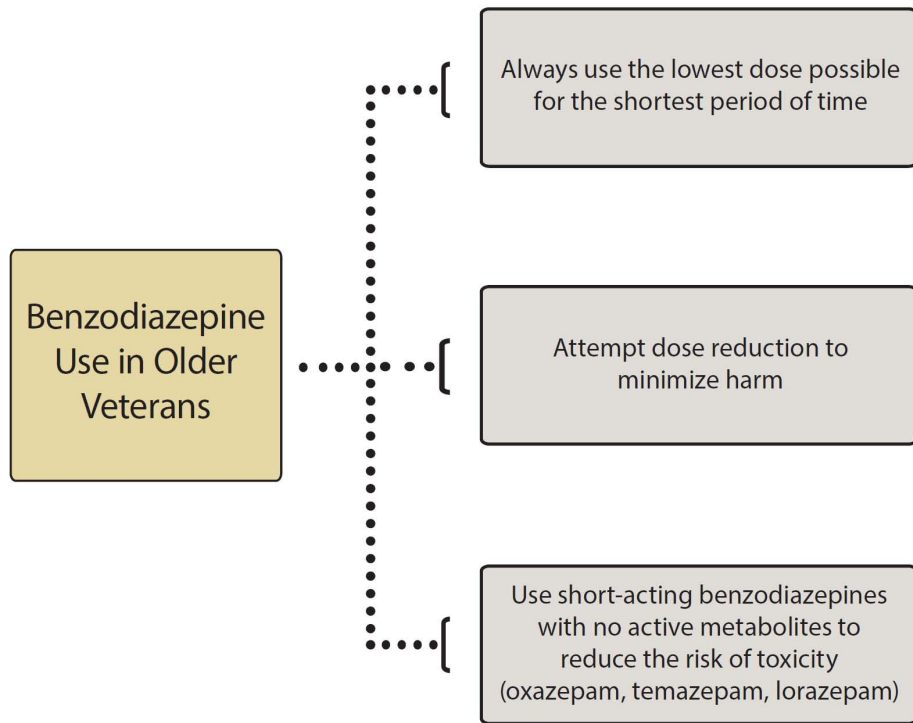 Benzodiazepine
Use in Older
Veterans
Always use the lowest dose possible
for the shortest period of time
Attempt dose reduction to
minimize harm
Use short-acting benzodiazepines
with no active metabolites to
reduce the risk of toxicity
(oxazepam, temazepam, lorazepam)